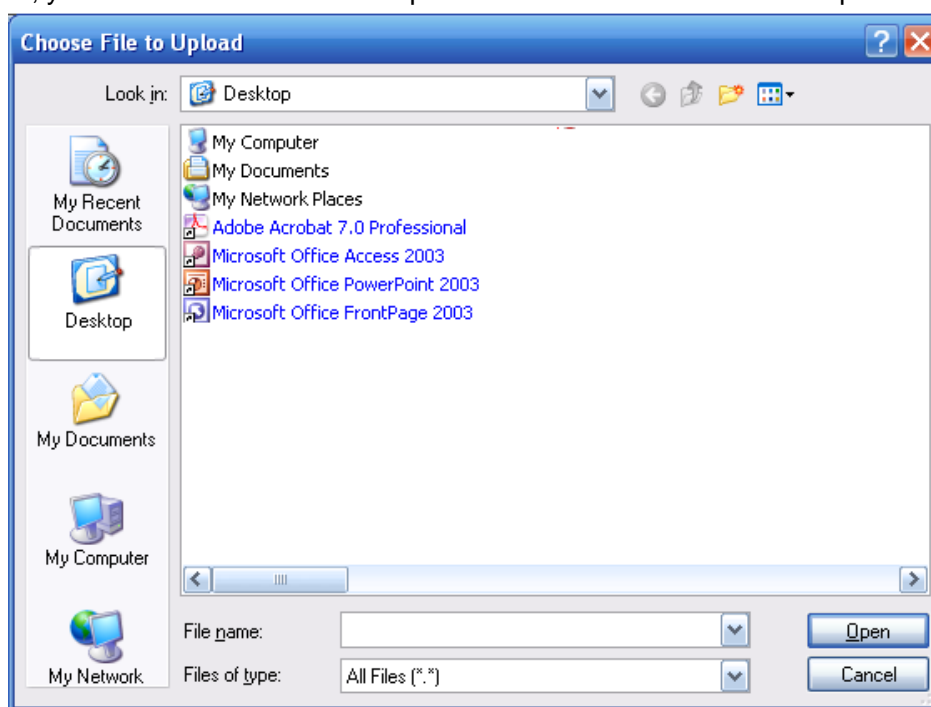 Choose File to Upload
Look in: Desktop
My Recent
Documents
Desktop
My Documents
My Computer
My Network
My Computer
My Documents
My Network Places
Adobe Acrobat 7.0 Professional
Microsoft Office Access 2003
Microsoft Office PowerPoint 2003
Microsoft Office FrontPage 2003
File name:
Open
Files of type: All Files (*.*)
Cancel